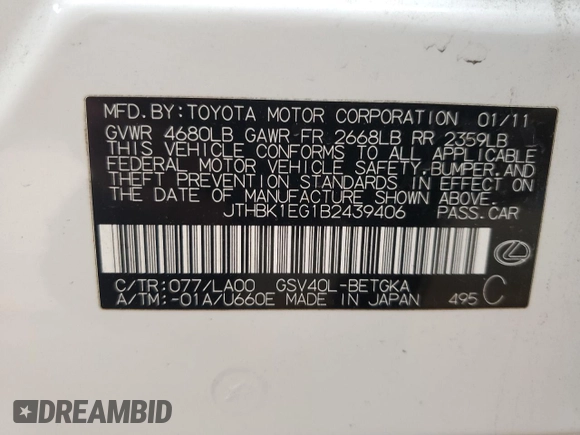 MFD.BY:TOYOTA MOTOR CORPORATION 01/11
GVWR 4680LB GAWR FR 2668LB RR 2359LB
THIS VEHICLE CONFORMS TO ALL APPLICABLE
FEDERAL MOTOR VEHICLE SAFETY,BUMPER,AND
THEFT PREVENTION STANDARDS IN EFFECT ON
THE DATE OF MANUFACTURE SHOWN ABOVE.
JTHBK1EG1B2439406 PASS.CAR
C/TR:077/LA00 GSV40L-BETGKA
A/TM:-01A/U660E MADE IN JAPAN 495 C
DREAMBID